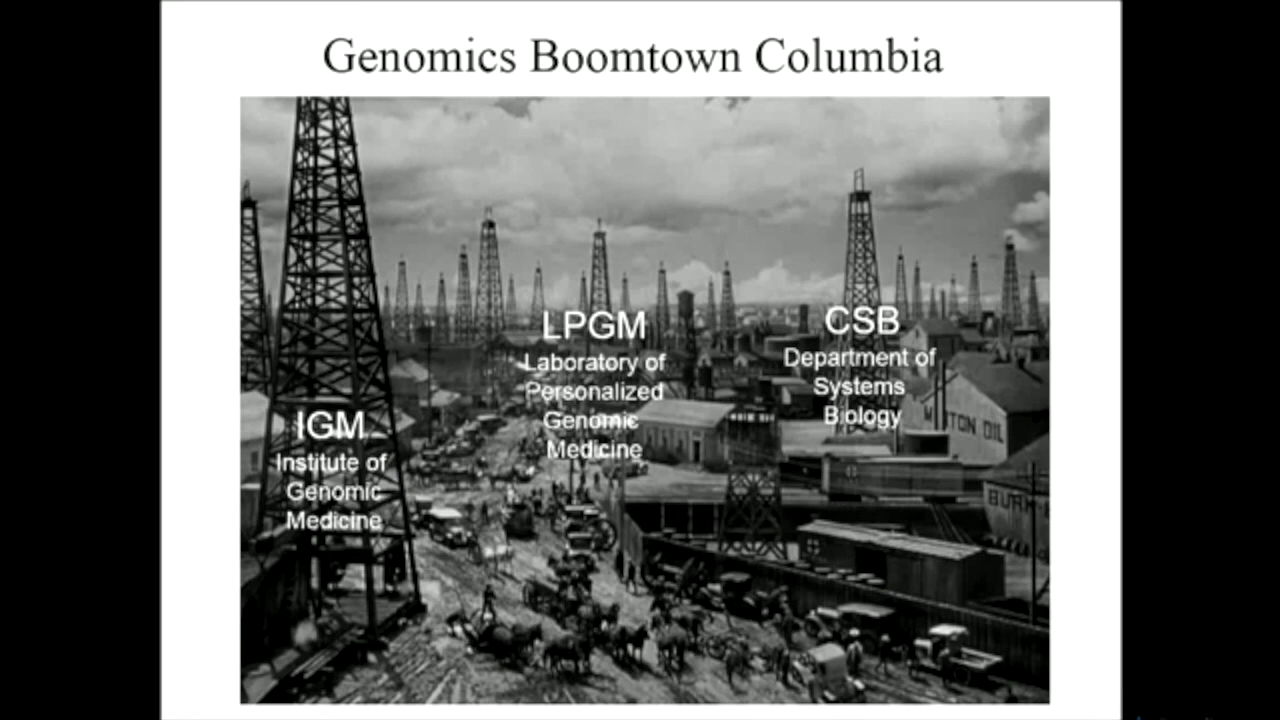 Genomics Boomtown Columbia
LPGM
Laboratory of
Personalized
Genomic
Medicine
CSB
Department of
Systems
Biology
IGM
Institute of
Genomic
Medicine
TON OIL